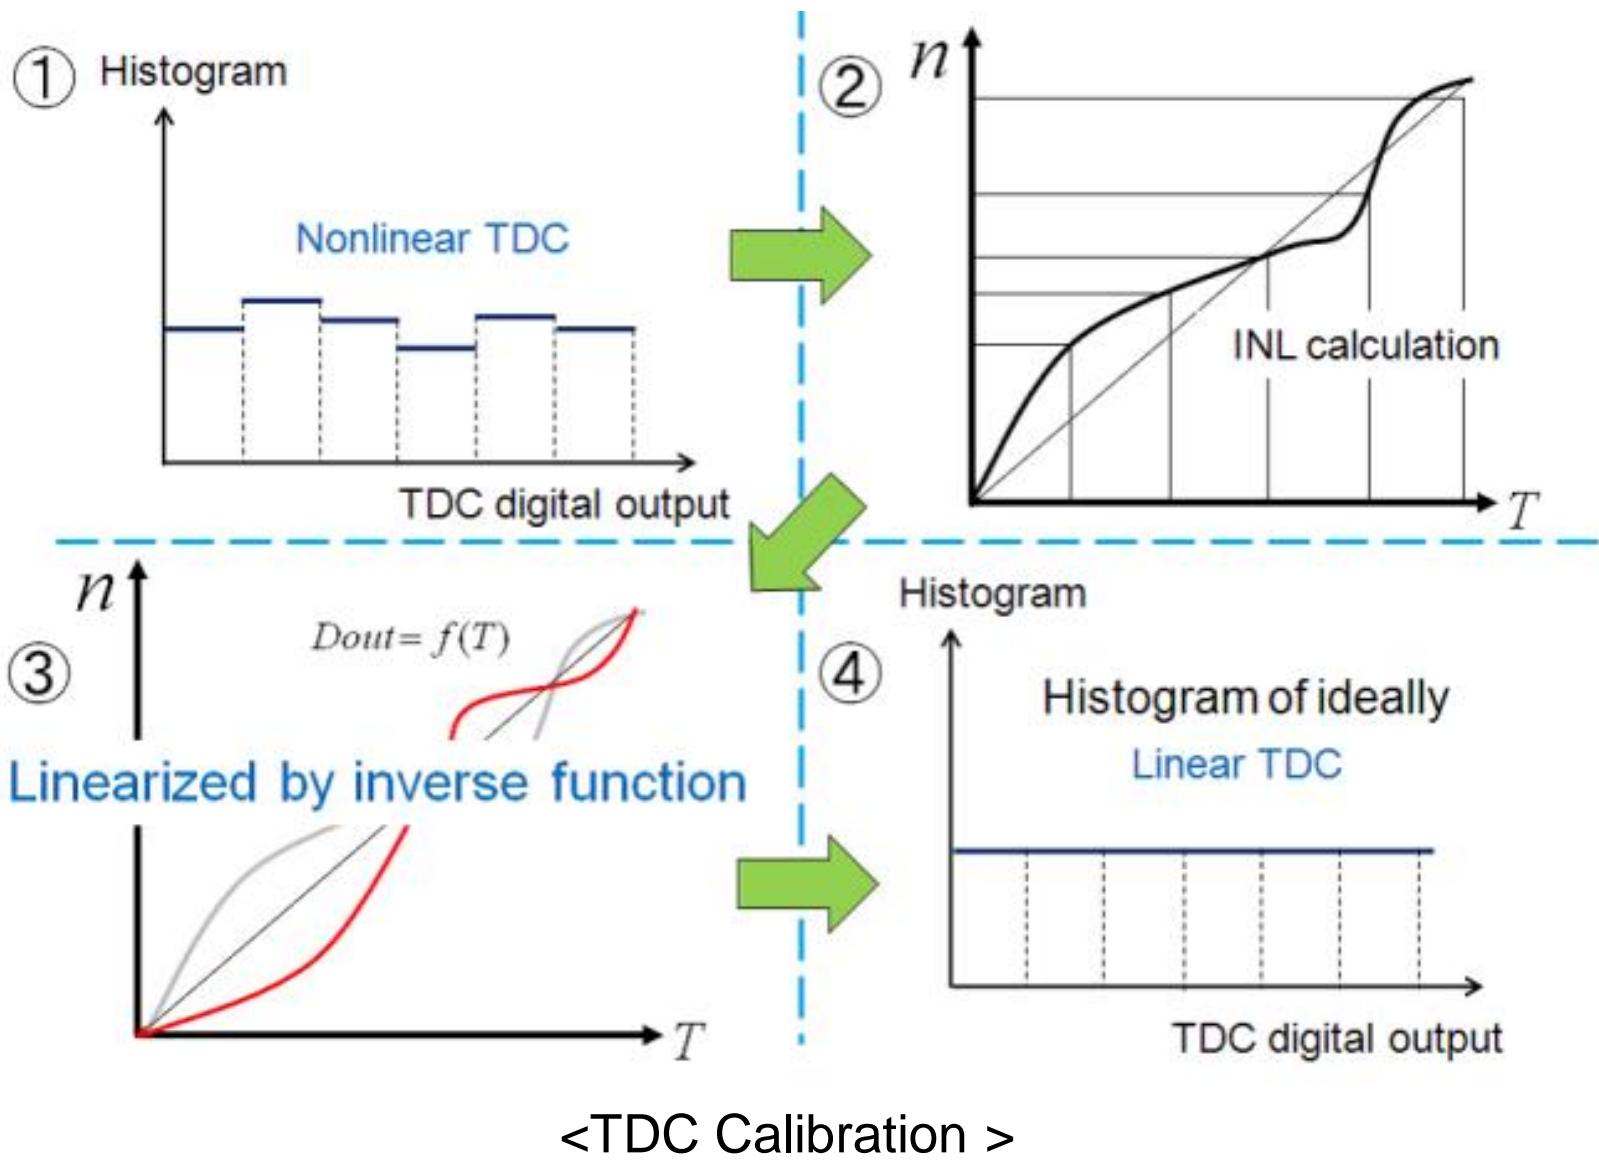 ① Histogram
Nonlinear TDC
TDC digital output
② n
INL calculation
T
n
③ Dout= f(T)
Linearized by inverse function
T
Histogram
④ Histogram of ideally
Linear TDC
TDC digital output
<TDC Calibration >